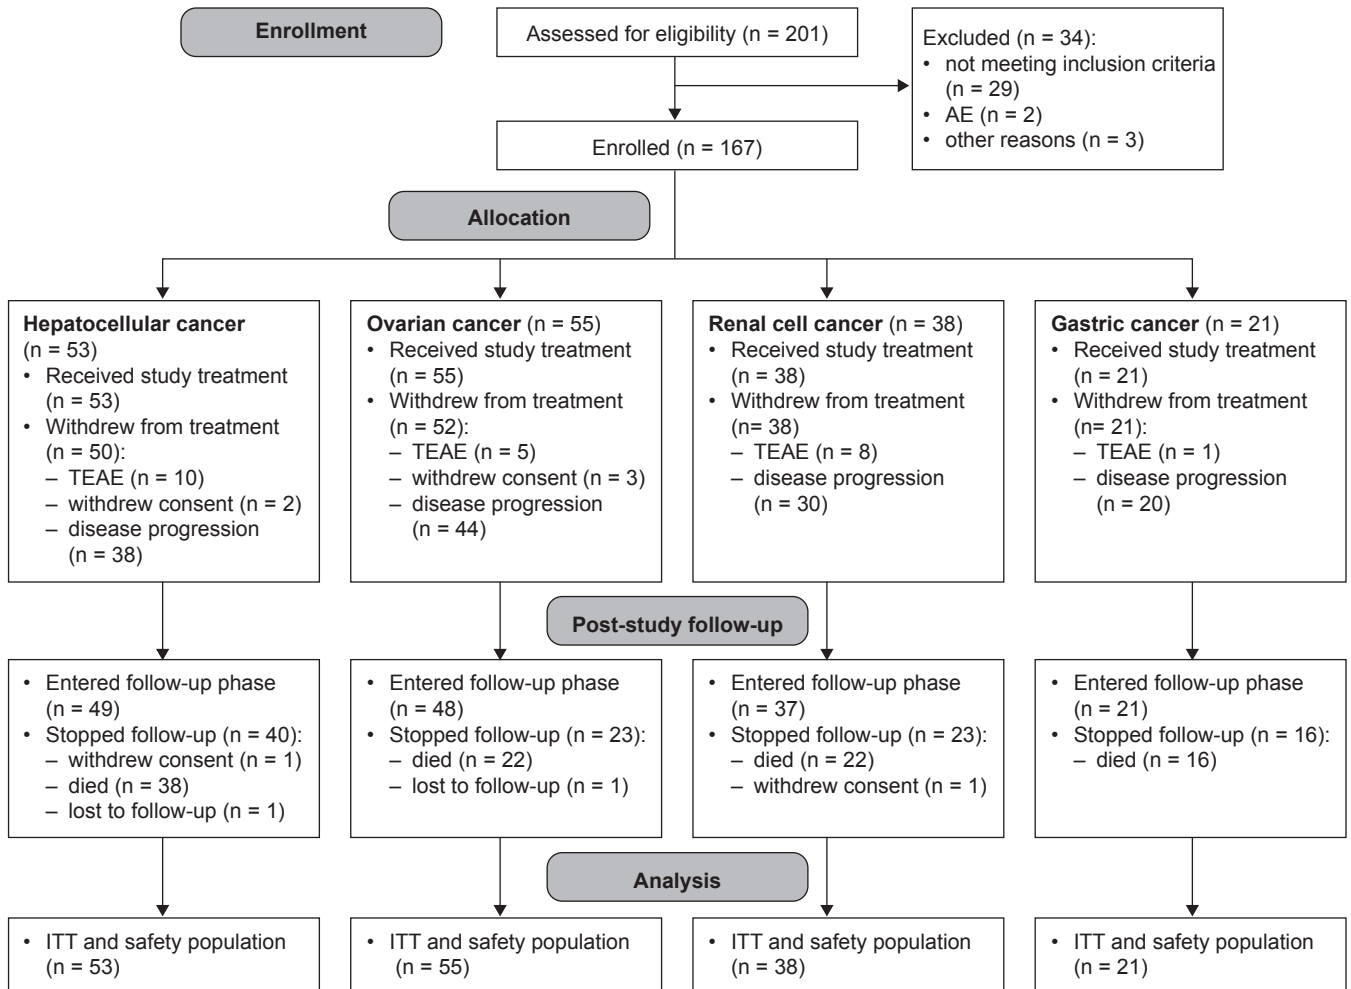 Enrollment
Assessed for eligibility (n = 201)
Excluded (n = 34):
• not meeting inclusion criteria
(n = 29)
• AE (n = 2)
• other reasons (n = 3)
Enrolled (n = 167)
Allocation
Hepatocellular cancer
(n = 53)
• Received study treatment
(n = 53)
• Withdrew from treatment
(n = 50):
– TEAE (n = 10)
– withdrew consent (n = 2)
– disease progression
(n = 38)
Ovarian cancer (n = 55)
• Received study treatment
(n = 55)
• Withdrew from treatment
(n = 52):
– TEAE (n = 5)
– withdrew consent (n = 3)
– disease progression
(n = 44)
Renal cell cancer (n = 38)
• Received study treatment
(n = 38)
• Withdrew from treatment
(n= 38)
– TEAE (n = 8)
– disease progression
(n = 30)
Gastric cancer (n = 21)
• Received study treatment
(n = 21)
• Withdrew from treatment
(n= 21):
– TEAE (n = 1)
– disease progression
(n = 20)
Post-study follow-up
• Entered follow-up phase
(n = 49)
• Stopped follow-up (n = 40):
– withdrew consent (n = 1)
– died (n = 38)
– lost to follow-up (n = 1)
• Entered follow-up phase
(n = 48)
• Stopped follow-up (n = 23):
– died (n = 22)
– lost to follow-up (n = 1)
• Entered follow-up phase
(n = 37)
• Stopped follow-up (n = 23):
– died (n = 22)
– withdrew consent (n = 1)
• Entered follow-up phase
(n = 21)
• Stopped follow-up (n = 16):
– died (n = 16)
Analysis
• ITT and safety population
(n = 53)
• ITT and safety population
(n = 55)
• ITT and safety population
(n = 38)
• ITT and safety population
(n = 21)